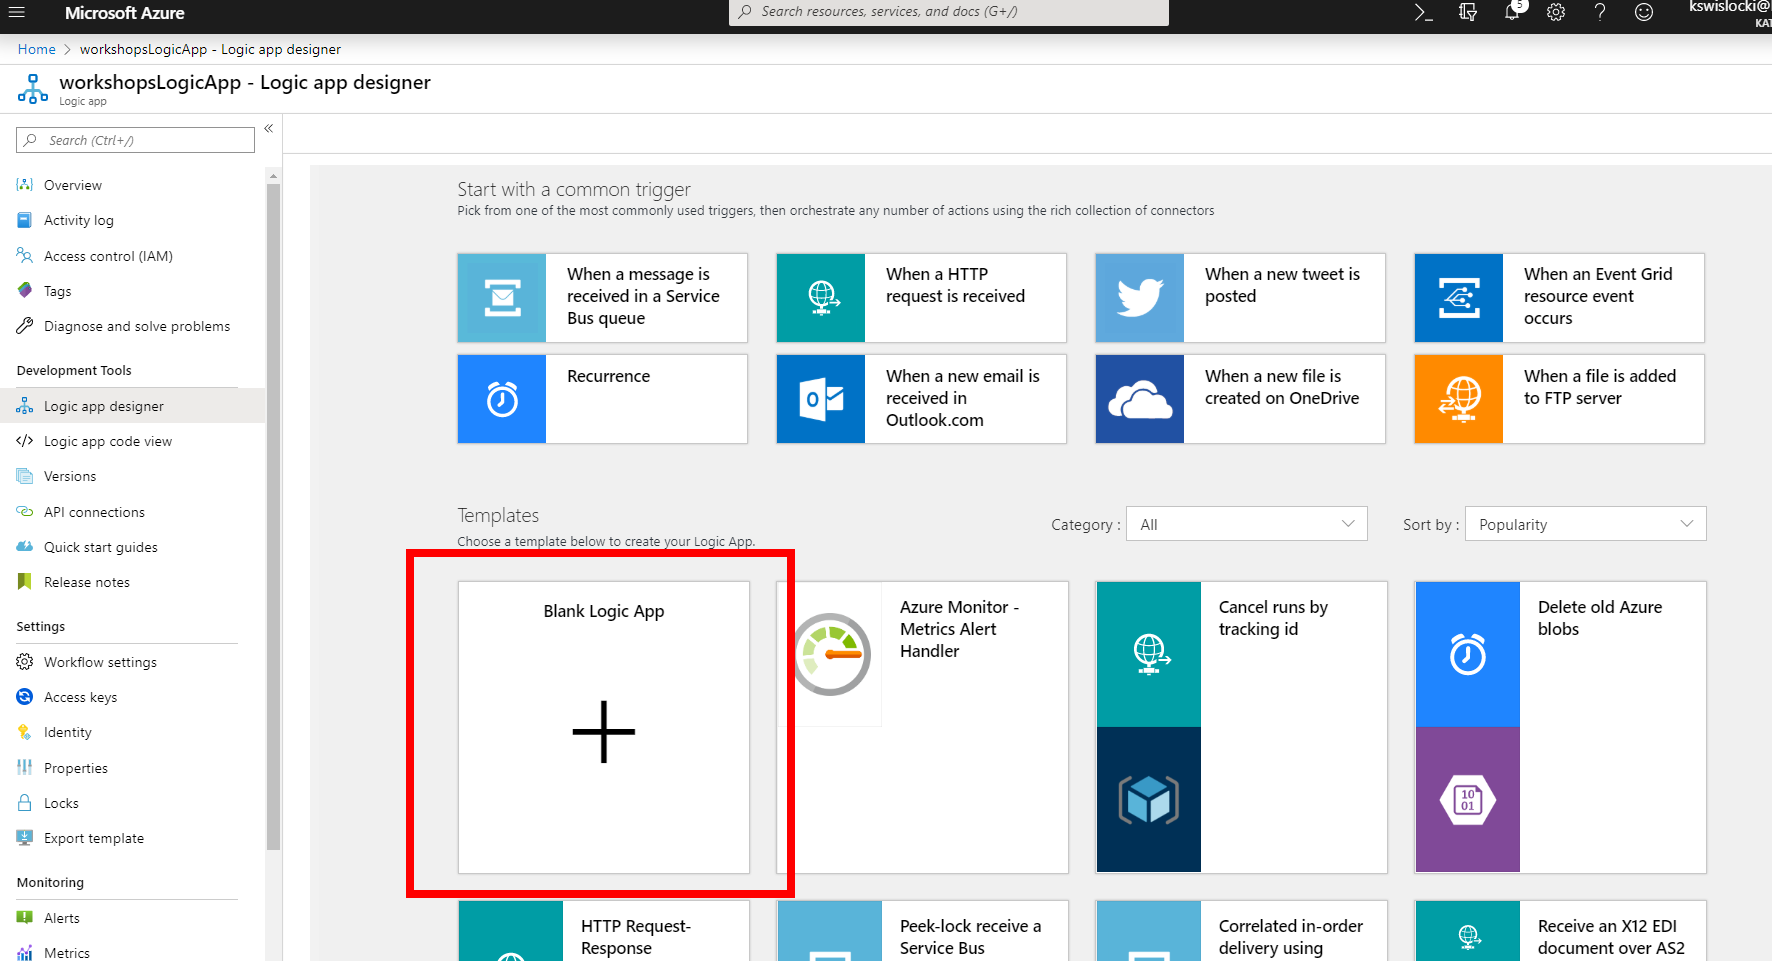 Microsoft Azure
Search resources, services, and docs (G+/)
5
kswislocki@
KAT
Home > workshopsLogicApp - Logic app designer
workshopsLogicApp - Logic app designer
Logic app
Search (Ctrl+/)
«
Overview
Activity log
Access control (IAM)
Tags
Diagnose and solve problems
Development Tools
Logic app designer
Logic app code view
Versions
API connections
Quick start guides
Release notes
Settings
Workflow settings
Access keys
Identity
Properties
Locks
Export template
Monitoring
Alerts
Metrics
Start with a common trigger
Pick from one of the most commonly used triggers, then orchestrate any number of actions using the rich collection of connectors
When a message is
received in a Service
Bus queue
When a HTTP
request is received
When a new tweet is
posted
When an Event Grid
resource event
occurs
Recurrence
When a new email is
received in
Outlook.com
When a new file is
created on OneDrive
When a file is added
to FTP server
Templates
Choose a template below to create your Logic App.
Category : All
Sort by : Popularity
Blank Logic App
Azure Monitor -
Metrics Alert
Handler
Cancel runs by
tracking id
Delete old Azure
blobs
10
01
HTTP Request-
Response
Peek-lock receive a
Service Bus
Correlated in-order
delivery using
Receive an X12 EDI
document over AS2